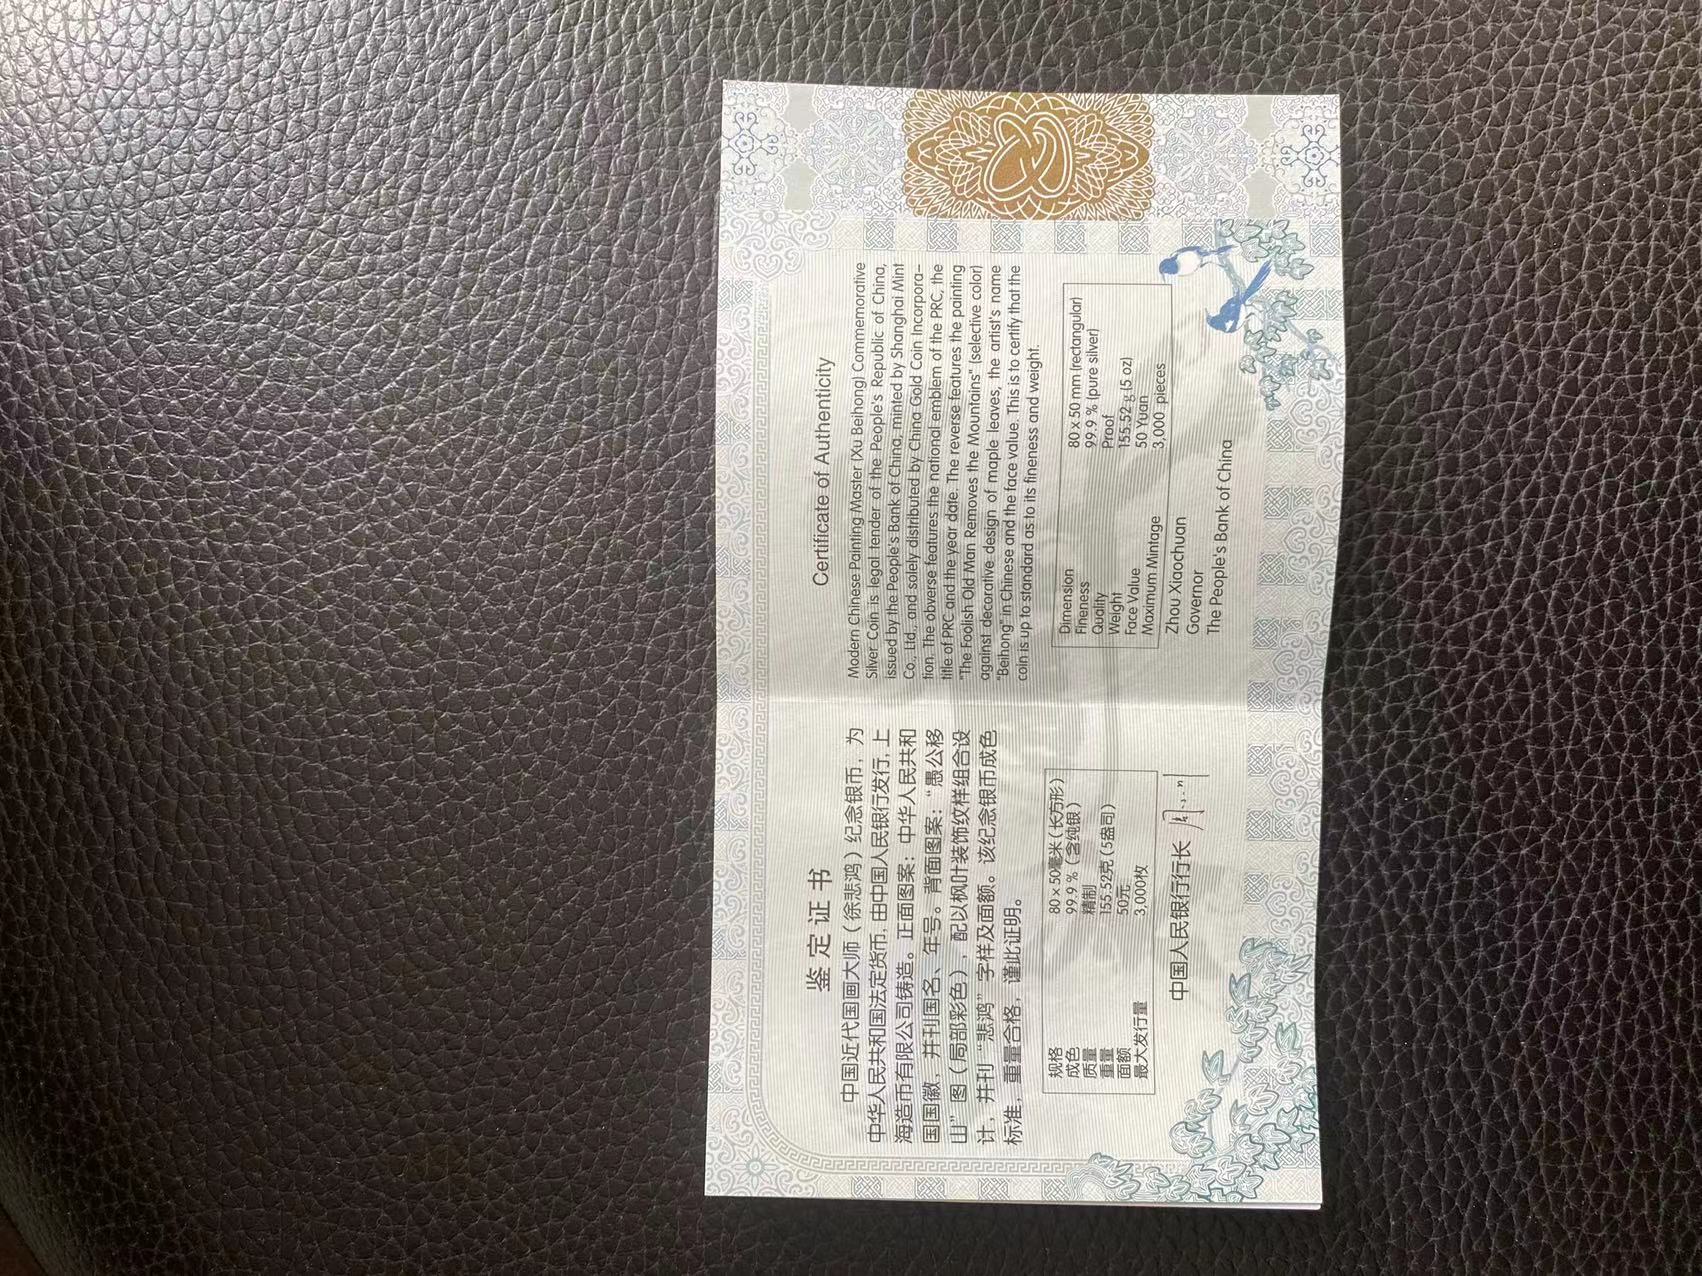 鉴定证书
中国近代国画大师（徐悲鸿）纪念银币，为
中华人民共和国法定货币，由中国人民银行发行，上
海造币有限公司铸造。正面图案：中华人民共和
国国徽，并刊国名、年号。背面图案：“愚公移
山”图（局部彩色），配以枫叶装饰纹样组合设
计，并刊“悲鸿”字样及面额。该纪念银币成色
标准，重量合格，谨此证明。
规格 80×50毫米（长方形）
成色 99.9％（含纯银）
质量 精制
重量 155.52克（5盎司）
面额 50元
最大发行量 3,000枚
中国人民银行行长
Certificate of Authenticity
Modern Chinese Painting Master (Xu Beihong) Commemorative
Silver Coin is legal tender of the People's Republic of China,
issued by the People's Bank of China, minted by Shanghai Mint
Co., Ltd., and solely distributed by China Gold Coin Incorpora-
tion. The obverse features the national emblem of the PRC, the
title of PRC and the year date. The reverse features the painting
"The Foolish Old Man Removes the Mountains" (selective color)
against decorative design of maple leaves, the artist's name
"Beihong" in Chinese and the face value. This is to certify that the
coin is up to standard as to its fineness and weight.
Dimension 80 x 50 mm (rectangular)
Fineness 99.9 % (pure silver)
Quality Proof
Weight 155.52 g (5 oz)
Face Value 50 Yuan
Maximum Mintage 3,000 pieces
Zhou Xiaochuan
Governor
The People's Bank of China